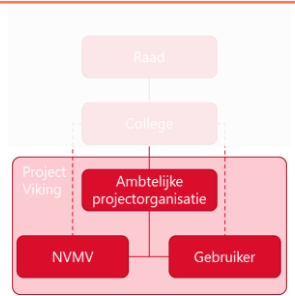 Raad
College
Project
Viking
Ambtelijke
projectorganisatie
NVMV
Gebruiker